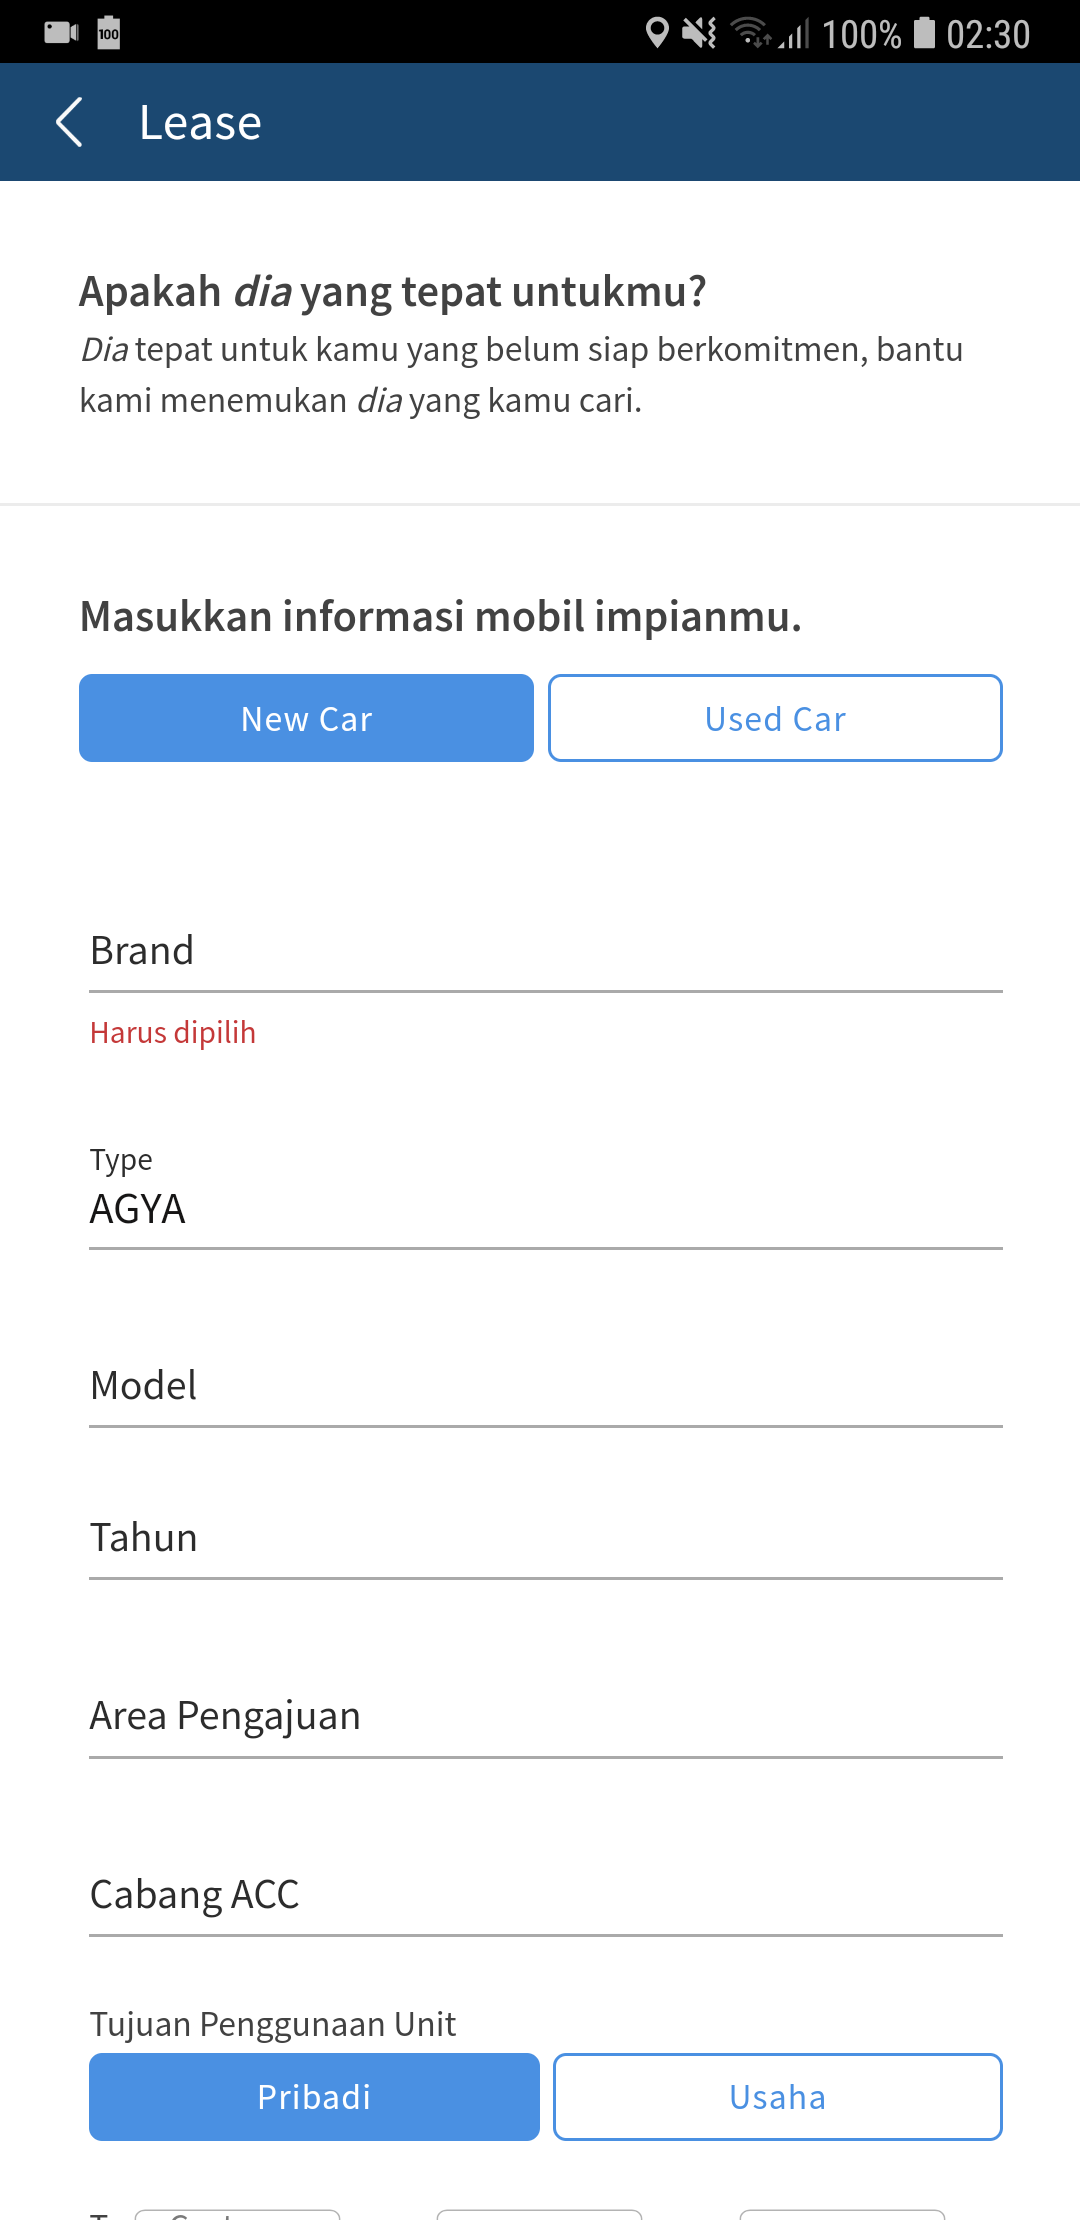 100
100% 02:30
Lease
Apakah dia yang tepat untukmu?
Dia tepat untuk kamu yang belum siap berkomitmen, bantu
kami menemukan dia yang kamu cari.
Masukkan informasi mobil impianmu.
New Car
Used Car
Brand
Harus dipilih
Type
AGYA
Model
Tahun
Area Pengajuan
Cabang ACC
Tujuan Penggunaan Unit
Pribadi
Usaha